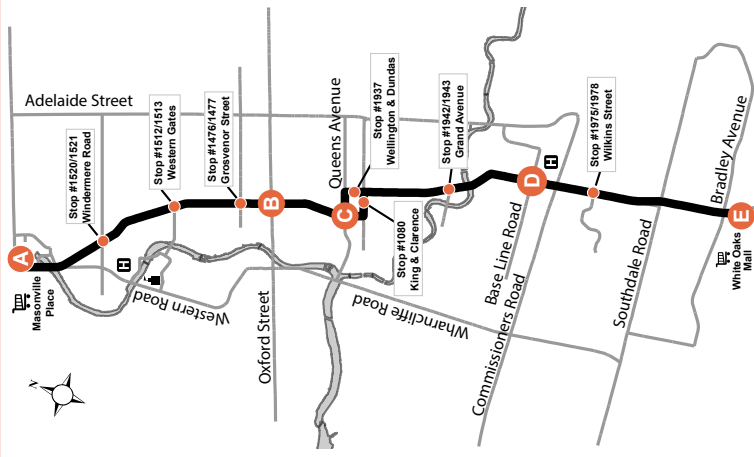 Adelaide Street
A
Masonville
Place
N
Stop #1520/1521
Windermere Road
H
Western Road
Stop #1512/1513
Western Gates
Stop #1476/1477
Grosvenor Street
B
Oxford Street
Queens Avenue
C
Stop #1937
Wellington & Dundas
Stop #1080
King & Clarence
Wharncliffe Road
Stop #1942/1943
Grand Avenue
Base Line Road
Commissioners Road
D
H
Stop #1975/1978
Wilkins Street
Southdale Road
Bradley Avenue
E
White Oaks
Mall